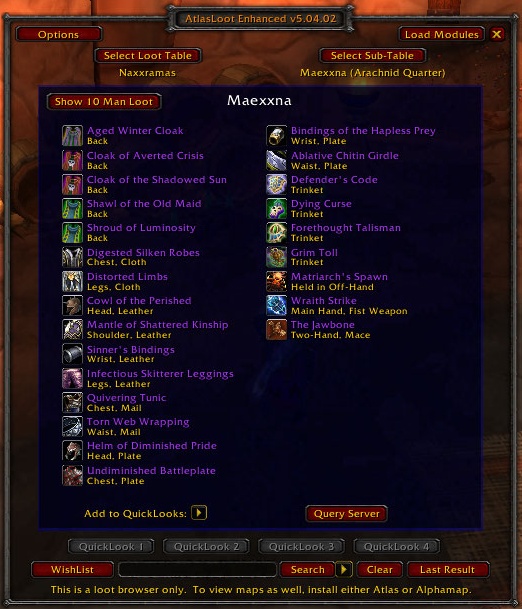 AtlasLoot Enhanced v5.04.02
Options
Load Modules
Select Loot Table
Select Sub-Table
Naxxramas
Maexxna (Arachnid Quarter)
Show 10 Man Loot
Maexxna
Aged Winter Cloak
Back
Cloak of Averted Crisis
Back
Cloak of the Shadowed Sun
Back
Shawl of the Old Maid
Back
Shroud of Luminosity
Back
Digested Silken Robes
Chest, Cloth
Distorted Limbs
Legs, Cloth
Cowl of the Perished
Head, Leather
Mantle of Shattered Kinship
Shoulder, Leather
Sinner's Bindings
Wrist, Leather
Infectious Skitterer Leggings
Legs, Leather
Quivering Tunic
Chest, Mail
Torn Web Wrapping
Waist, Mail
Helm of Diminished Pride
Head, Plate
Undiminished Battleplate
Chest, Plate
Bindings of the Hapless Prey
Wrist, Plate
Ablative Chitin Girdle
Waist, Plate
Defender's Code
Trinket
Dying Curse
Trinket
Forethought Talisman
Trinket
Grim Toll
Trinket
Matriarch's Spawn
Held in Off-Hand
Wraith Strike
Main Hand, Fist Weapon
The Jawbone
Two-Hand, Mace
Add to QuickLooks:
Query Server
QuickLook 1
QuickLook 2
QuickLook 3
QuickLook 4
WishList
Search
Clear
Last Result
This is a loot browser only. To view maps as well, install either Atlas or Alphamap.